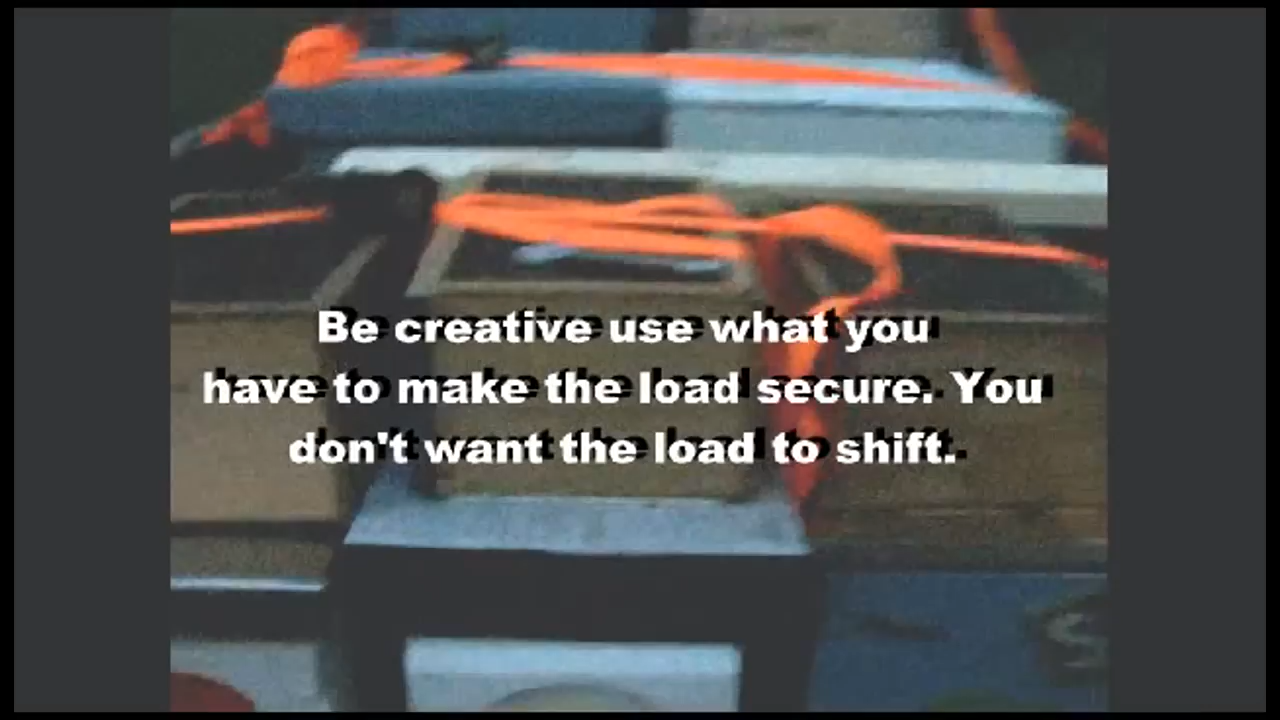 Be creative use what you
have to make the load secure. You
don't want the load to shift.